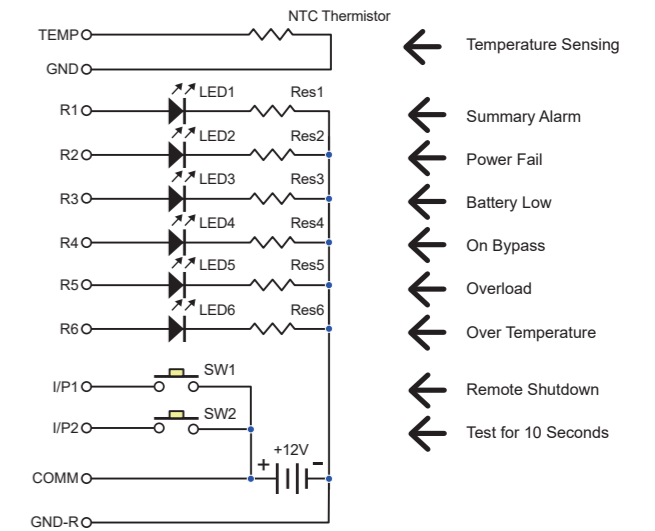 NTC Thermistor
TEMP
Temperature Sensing
GND
LED1 Res1
R1 Summary Alarm
LED2 Res2
R2 Power Fail
LED3 Res3
R3 Battery Low
LED4 Res4
R4 On Bypass
LED5 Res5
R5 Overload
LED6 Res6
R6 Over Temperature
SW1
I/P1 Remote Shutdown
SW2
I/P2 Test for 10 Seconds
+12V
+ -
COMM
GND-R